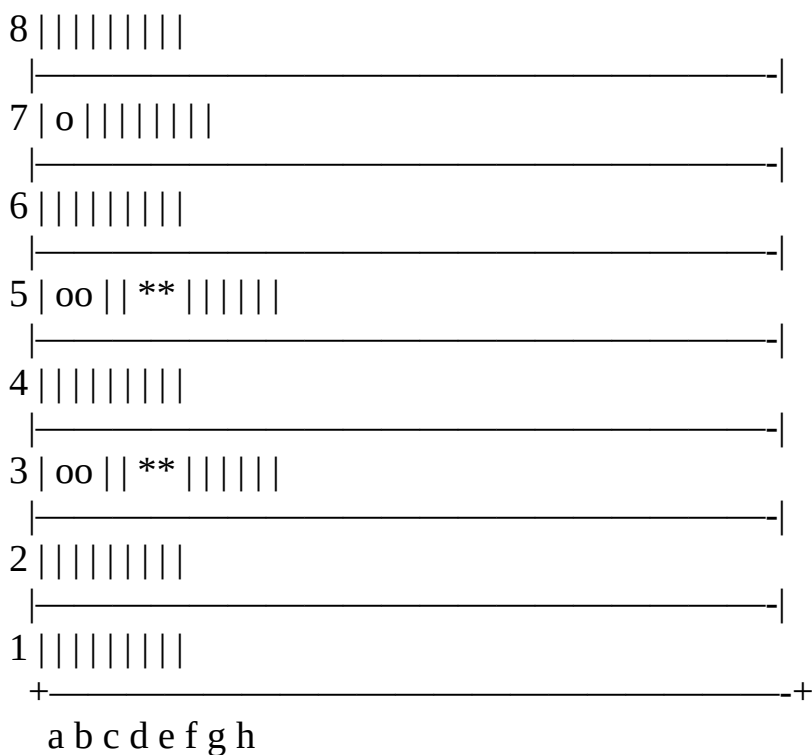 8 | | | | | | | | |
|———————————————————-|
7 | o | | | | | | | |
|———————————————————-|
6 | | | | | | | | |
|———————————————————-|
5 | oo | | ** | | | | | |
|———————————————————-|
4 | | | | | | | | |
|———————————————————-|
3 | oo | | ** | | | | | |
|———————————————————-|
2 | | | | | | | | |
|———————————————————-|
1 | | | | | | | | |
+———————————————————-+
a b c d e f g h